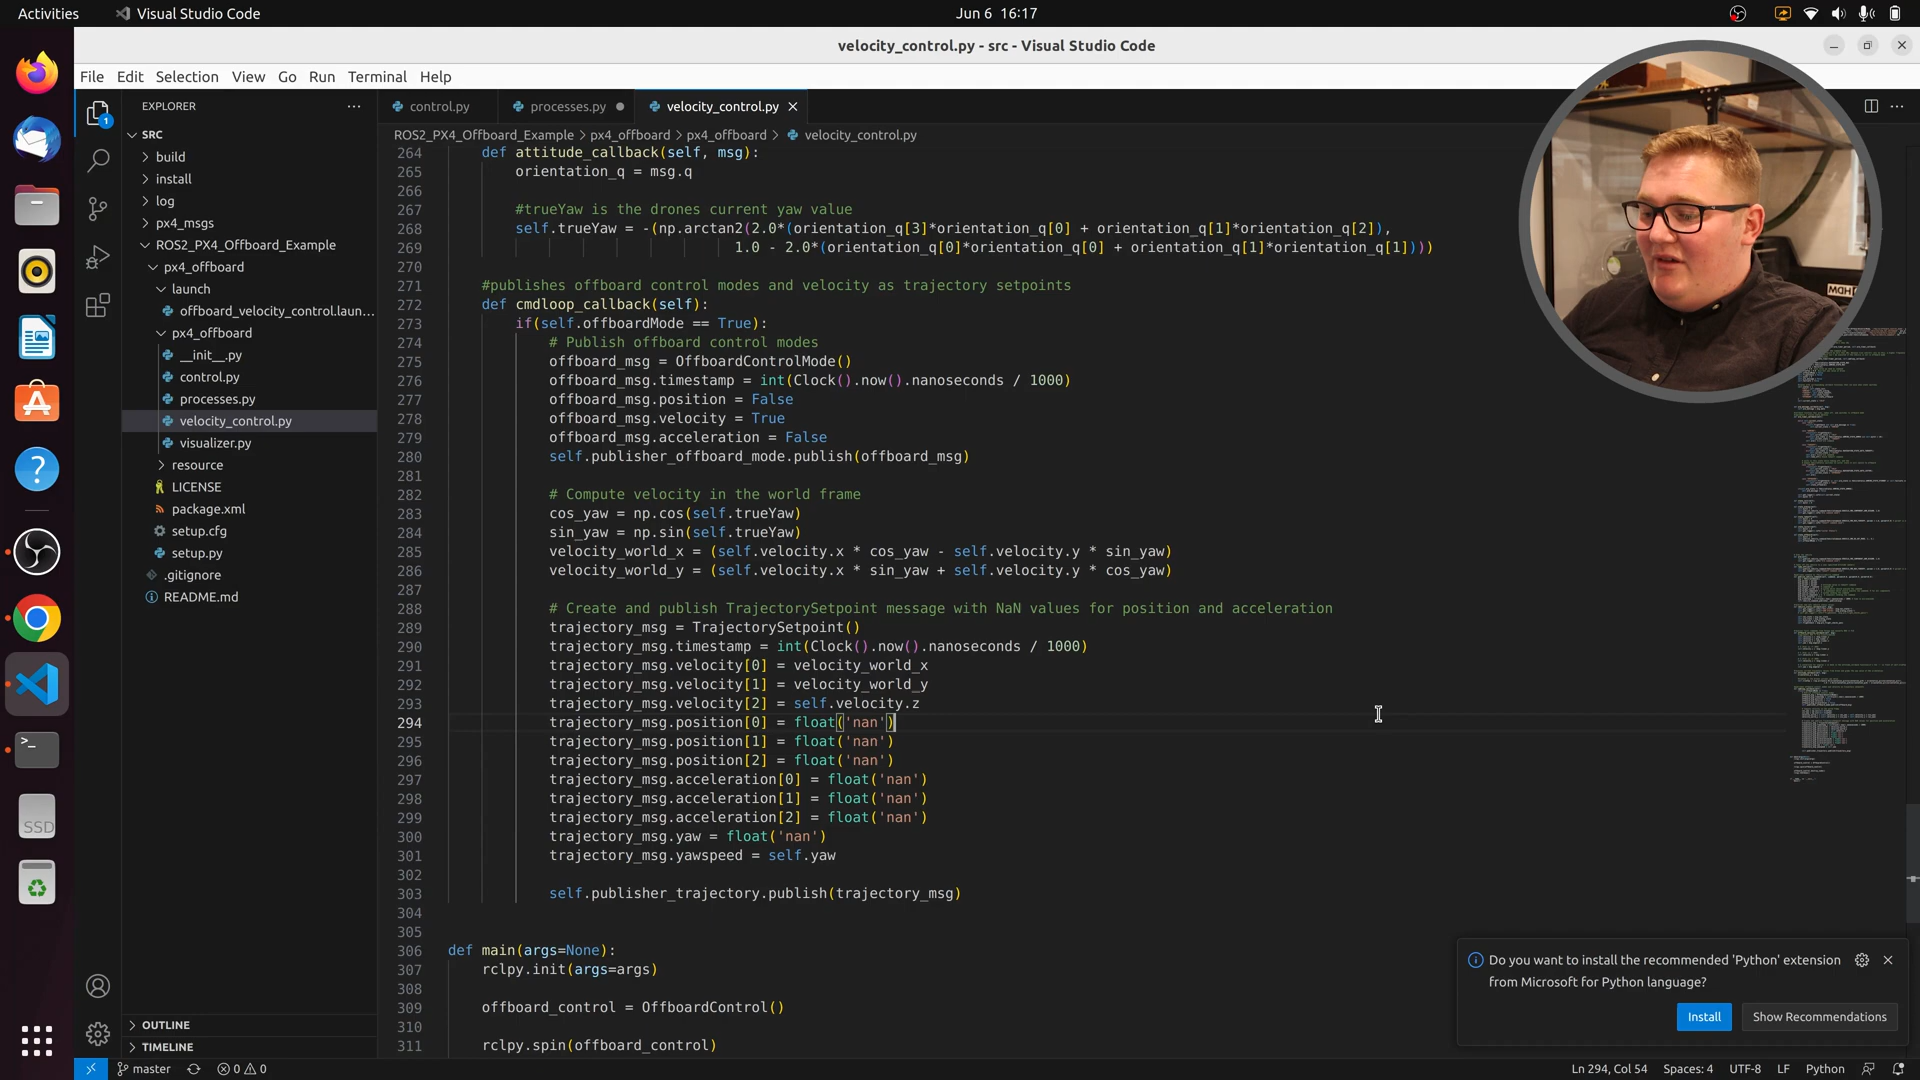 Activities
Visual Studio Code
Jun 6 16:17
velocity_control.py - src - Visual Studio Code
File Edit Selection View Go Run Terminal Help
EXPLORER
control.py
processes.py
velocity_control.py
ROS2_PX4_Offboard_Example > px4_offboard > px4_offboard > velocity_control.py
1
SRC
build
install
log
px4_msgs
ROS2_PX4_Offboard_Example
px4_offboard
launch
offboard_velocity_control.laun...
px4_offboard
__init__.py
control.py
processes.py
velocity_control.py
visualizer.py
resource
LICENSE
package.xml
setup.cfg
setup.py
.gitignore
README.md
OUTLINE
TIMELINE
SSD
264 def attitude_callback(self, msg):
265 orientation_q = msg.q
266
267 #trueYaw is the drones current yaw value
268 self.trueYaw = -(np.arctan2(2.0*(orientation_q[3]*orientation_q[0] + orientation_q[1]*orientation_q[2]),
269 1.0 - 2.0*(orientation_q[0]*orientation_q[0] + orientation_q[1]*orientation_q[1])))
270
271 #publishes offboard control modes and velocity as trajectory setpoints
272 def cmdloop_callback(self):
273 if(self.offboardMode == True):
274 # Publish offboard control modes
275 offboard_msg = OffboardControlMode()
276 offboard_msg.timestamp = int(Clock().now().nanoseconds / 1000)
277 offboard_msg.position = False
278 offboard_msg.velocity = True
279 offboard_msg.acceleration = False
280 self.publisher_offboard_mode.publish(offboard_msg)
281
282 # Compute velocity in the world frame
283 cos_yaw = np.cos(self.trueYaw)
284 sin_yaw = np.sin(self.trueYaw)
285 velocity_world_x = (self.velocity.x * cos_yaw - self.velocity.y * sin_yaw)
286 velocity_world_y = (self.velocity.x * sin_yaw + self.velocity.y * cos_yaw)
287
288 # Create and publish TrajectorySetpoint message with NaN values for position and acceleration
289 trajectory_msg = TrajectorySetpoint()
290 trajectory_msg.timestamp = int(Clock().now().nanoseconds / 1000)
291 trajectory_msg.velocity[0] = velocity_world_x
292 trajectory_msg.velocity[1] = velocity_world_y
293 trajectory_msg.velocity[2] = self.velocity.z
294 trajectory_msg.position[0] = float('nan')
295 trajectory_msg.position[1] = float('nan')
296 trajectory_msg.position[2] = float('nan')
297 trajectory_msg.acceleration[0] = float('nan')
298 trajectory_msg.acceleration[1] = float('nan')
299 trajectory_msg.acceleration[2] = float('nan')
300 trajectory_msg.yaw = float('nan')
301 trajectory_msg.yawspeed = self.yaw
302
303 self.publisher_trajectory.publish(trajectory_msg)
304
305
306 def main(args=None):
307 rclpy.init(args=args)
308
309 offboard_control = OffboardControl()
310
311 rclpy.spin(offboard_control)
Do you want to install the recommended 'Python' extension
from Microsoft for Python language?
Install
Show Recommendations
master
0 0
Ln 294, Col 54
Spaces: 4
UTF-8
LF
Python